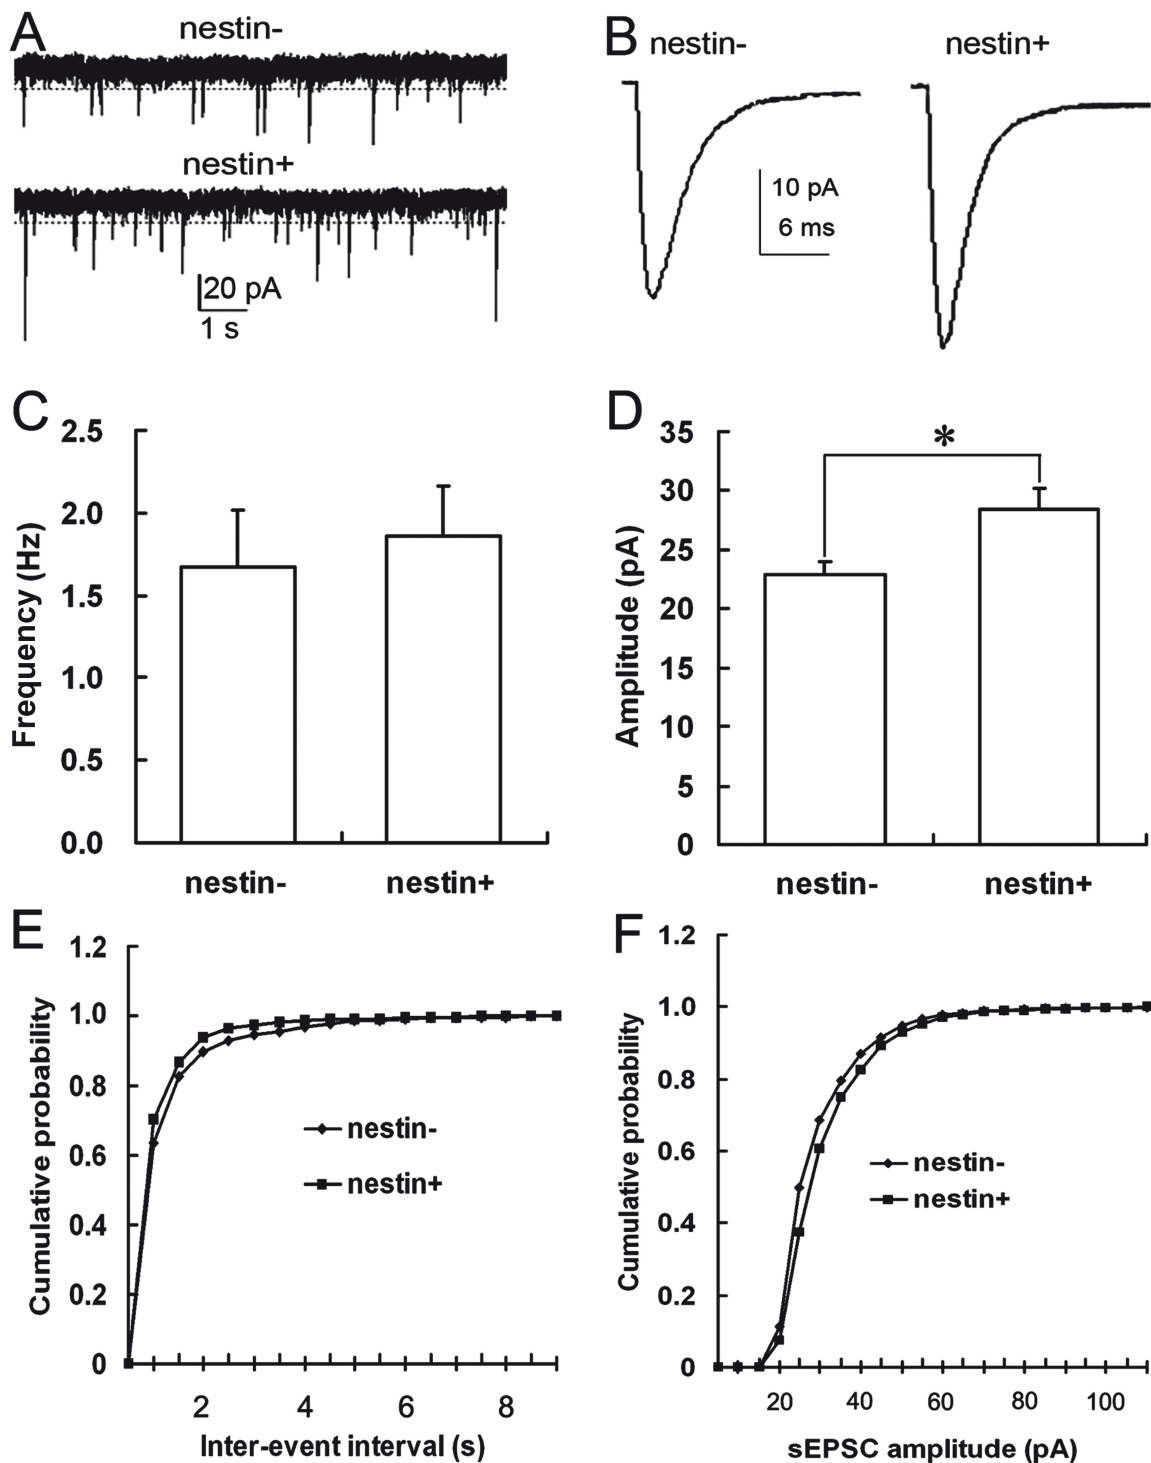 A
nestin-
nestin+
20 pA
1 s
B
nestin-
nestin+
10 pA
6 ms
C
Frequency (Hz)
2.5
2.0
1.5
1.0
0.5
0.0
nestin-
nestin+
D
Amplitude (pA)
35
30
25
20
15
10
5
0
*
nestin-
nestin+
E
Cumulative probability
1.2
1.0
0.8
0.6
0.4
0.2
0
nestin-
nestin+
2 4 6 8
Inter-event interval (s)
F
Cumulative probability
1.2
1.0
0.8
0.6
0.4
0.2
0
nestin-
nestin+
20 40 60 80 100
sEPSC amplitude (pA)